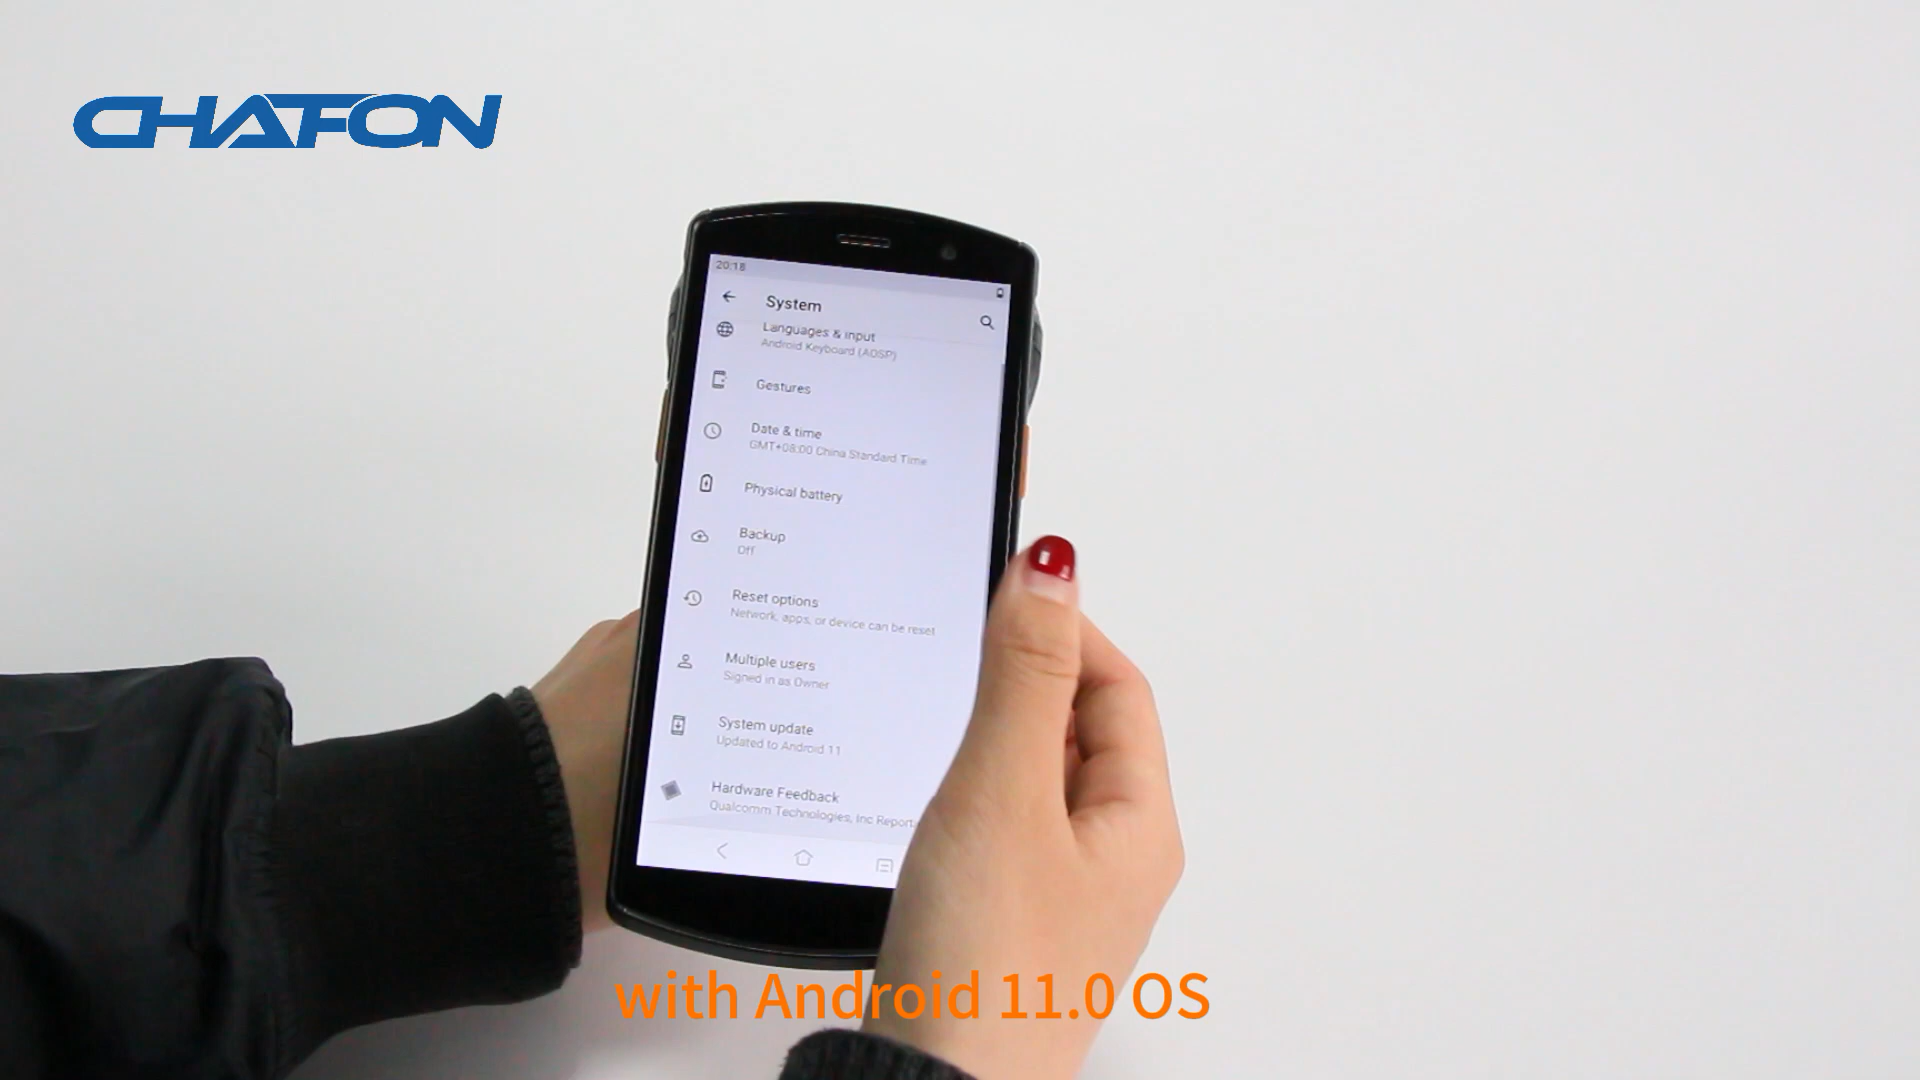 CHAFON
20:18
System
Languages & input
Android Keyboard (AOSP)
Gestures
Date & time
GMT+08:00 China Standard Time
Physical battery
Backup
Off
Reset options
Network, apps, or device can be reset
Multiple users
Signed in as Owner
System update
Updated to Android 11
Hardware Feedback
Qualcomm Technologies, Inc Reporti
with Android 11.0 OS